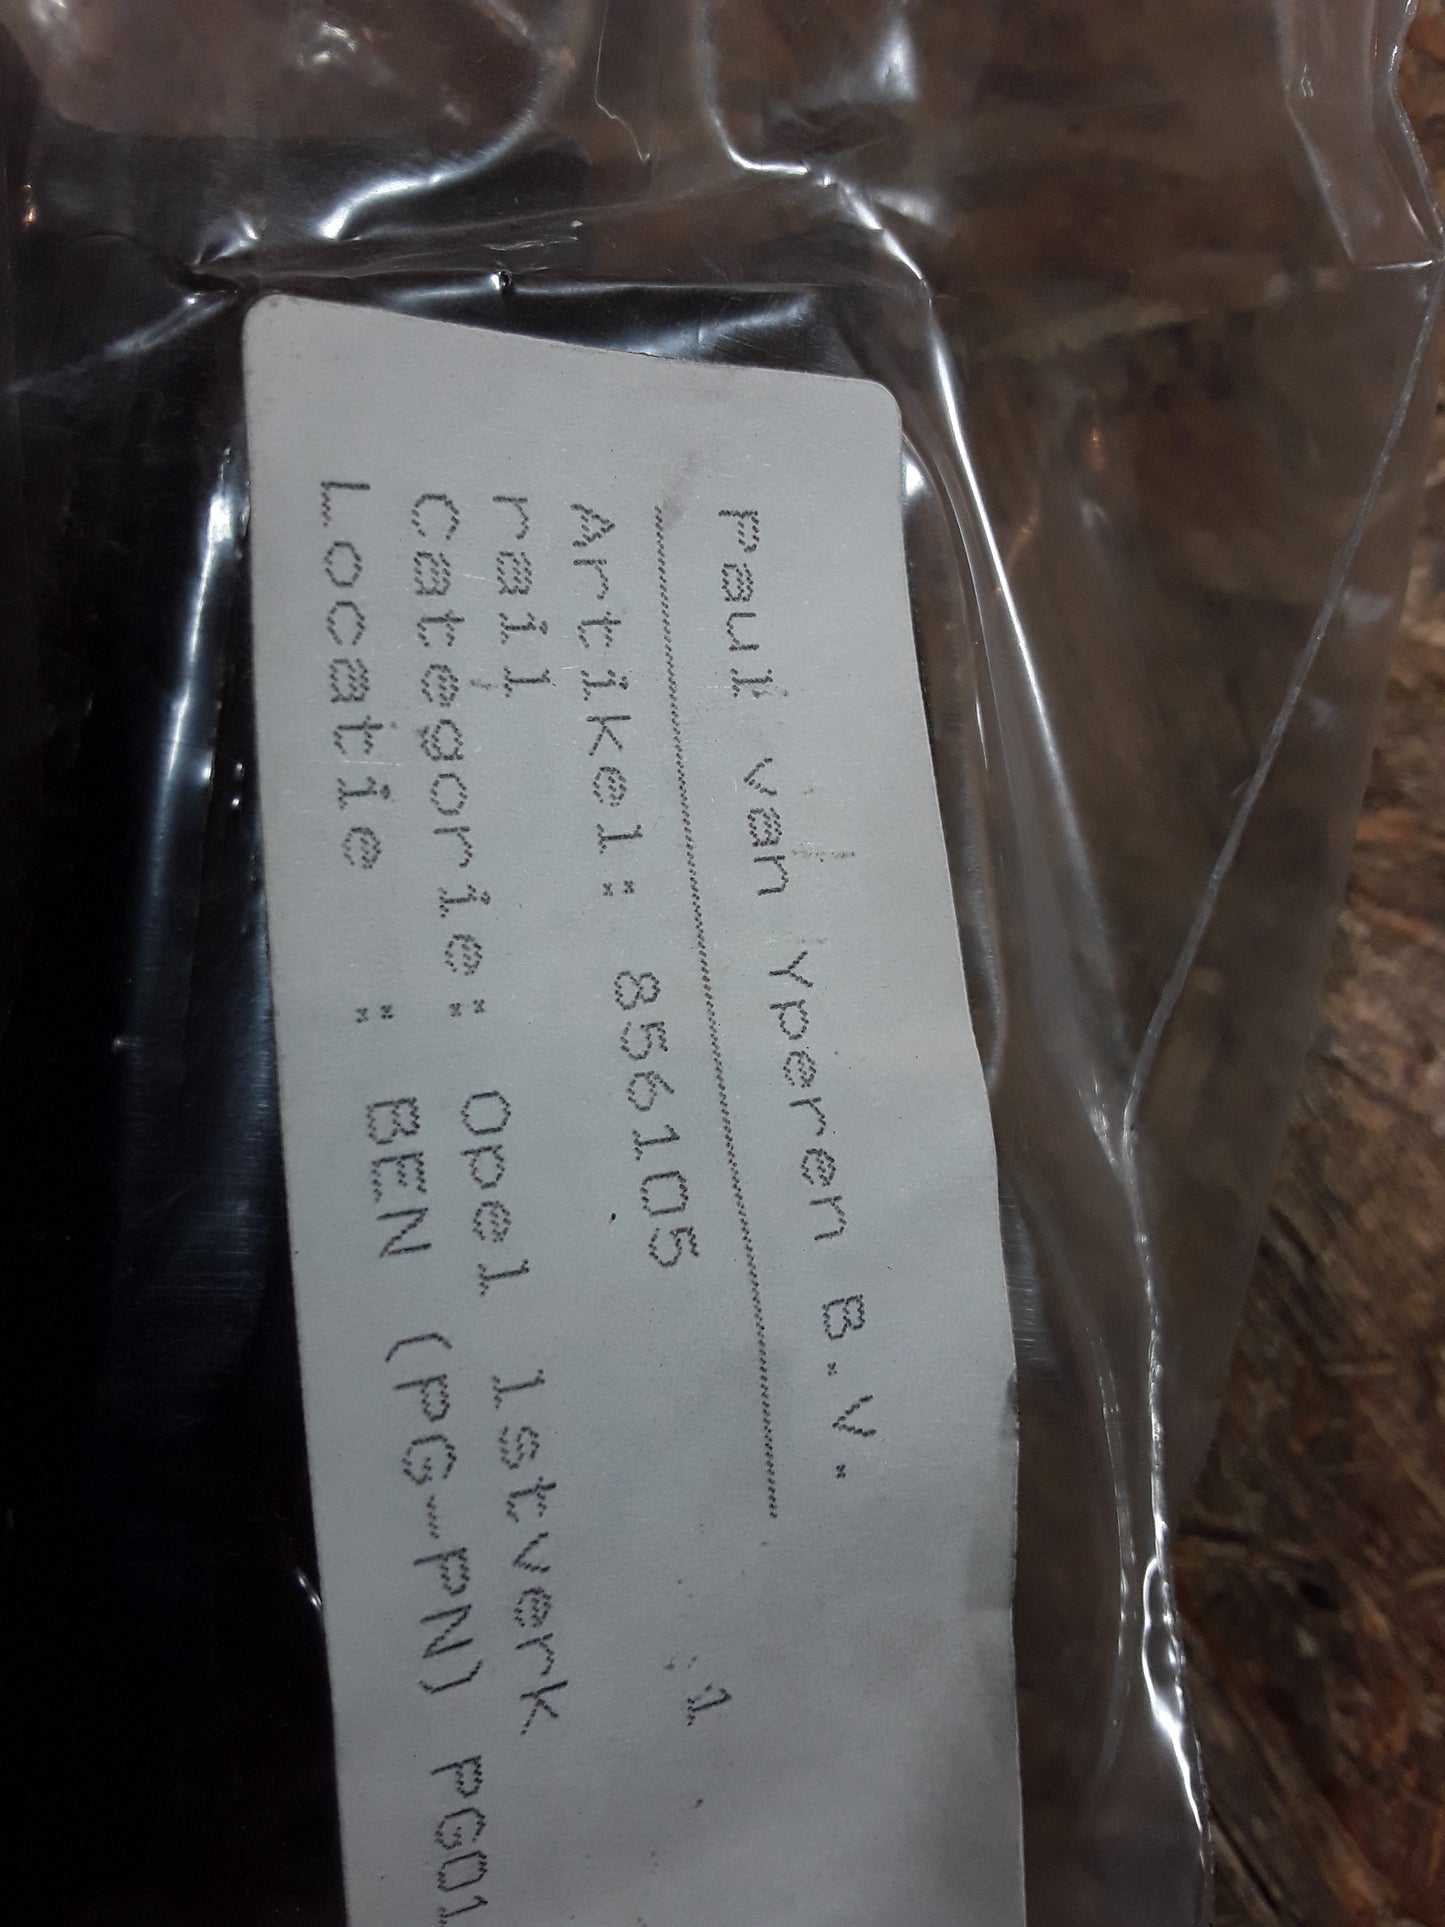 Paul van Yperen B.V.
Artikel: 856105 1
rail
Categorie: Opel 1stverk
Locatie : BEN (PG-PN) PG01